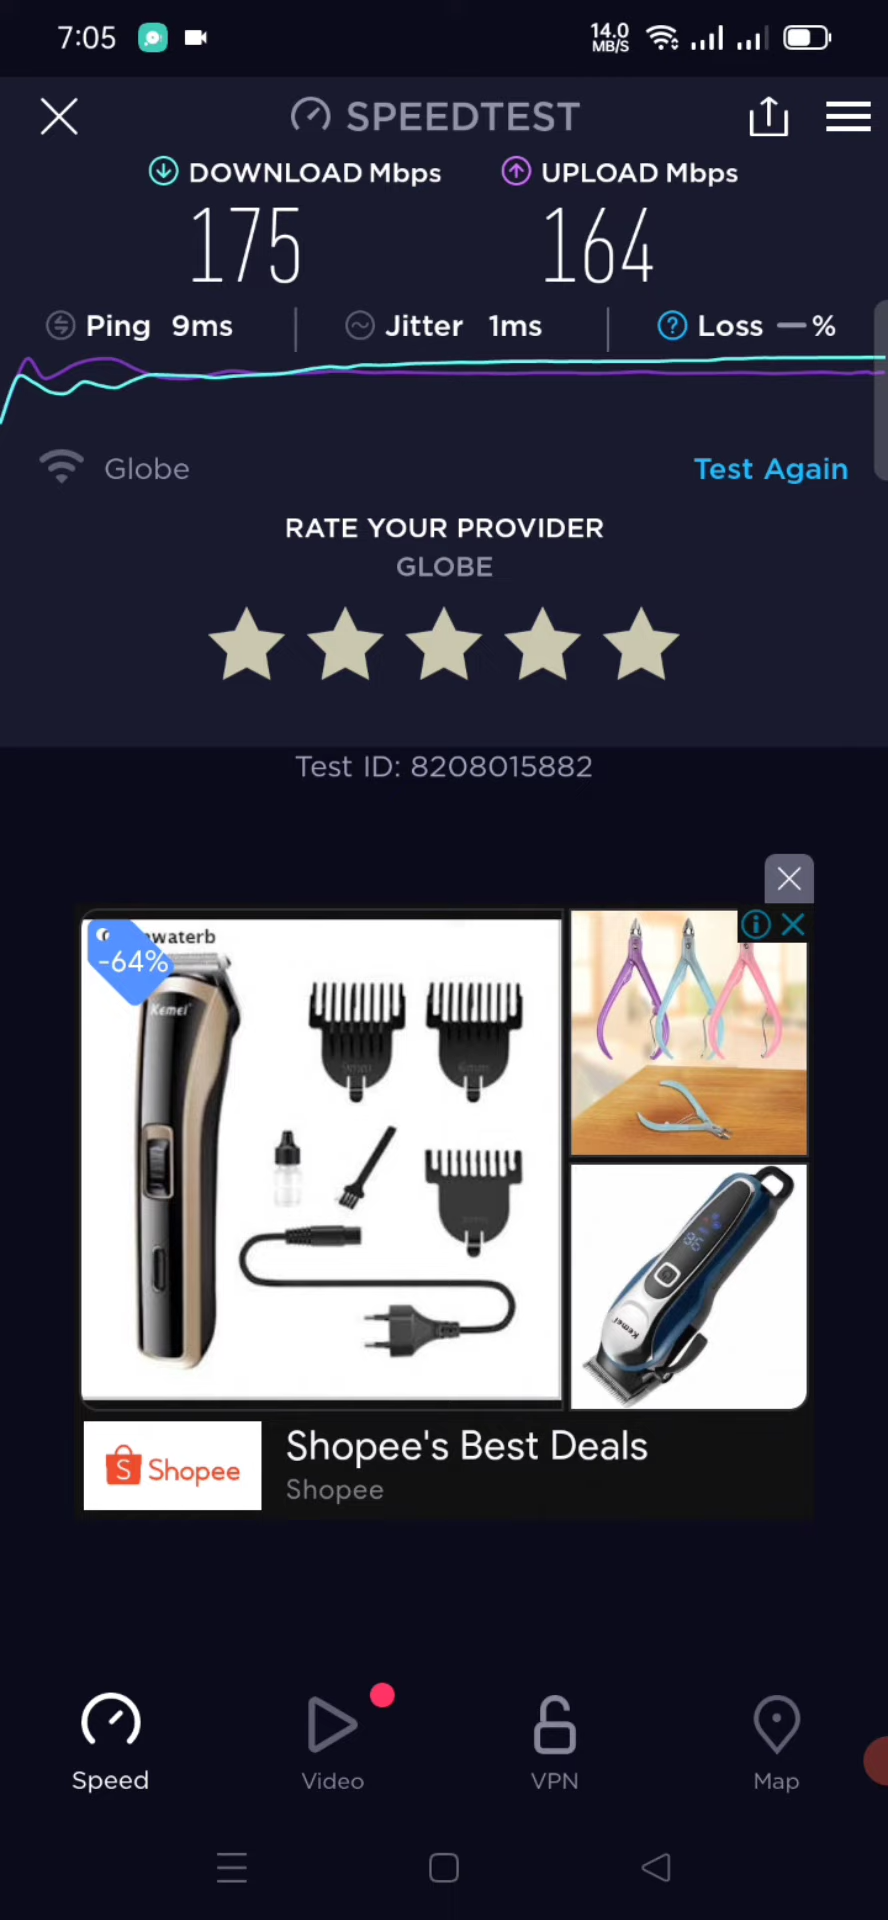 7:05
14.0
MB/S
SPEEDTEST
DOWNLOAD Mbps
UPLOAD Mbps
175
164
Ping 9ms
Jitter 1ms
Loss — %
Globe
Test Again
RATE YOUR PROVIDER
GLOBE
Test ID: 8208015882
-64%
Kemei
86
Kemei
Shopee
Shopee's Best Deals
Shopee
Speed
Video
VPN
Map